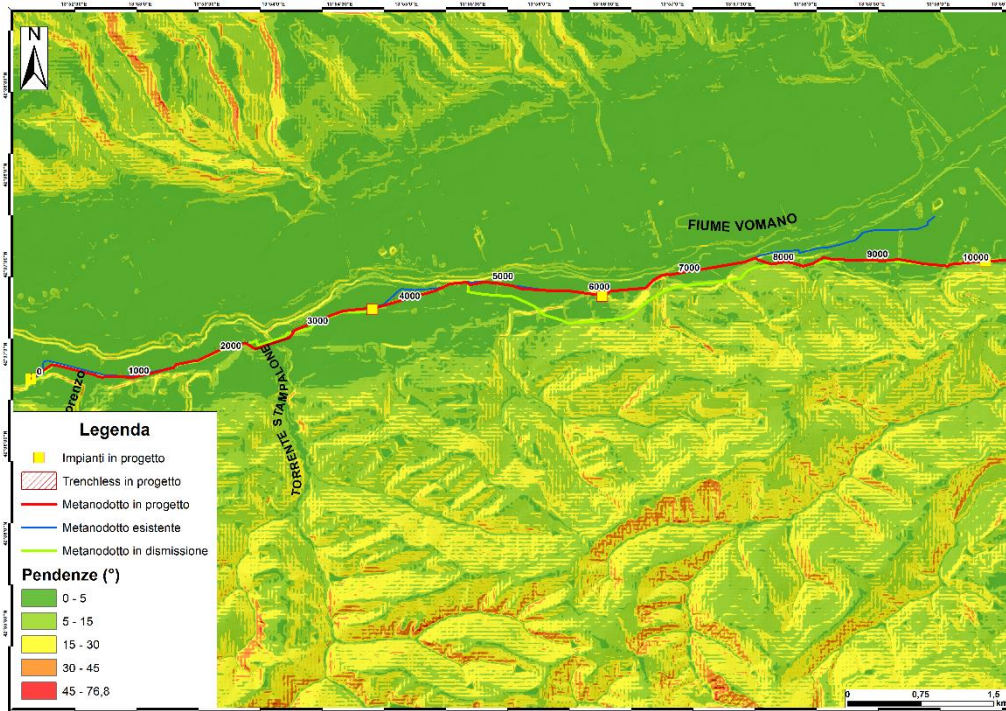 N
FIUME VOMANO
0
1000
2000
3000
4000
5000
6000
7000
8000
9000
10000
orenzo
TORRENTE STAMPALONE
Legenda
Impianti in progetto
Trenchless in progetto
Metanodotto in progetto
Metanodotto esistente
Metanodotto in dismissione
Pendenze (°)
0 - 5
5 - 15
15 - 30
30 - 45
45 - 76,8
0 0,75 1,5